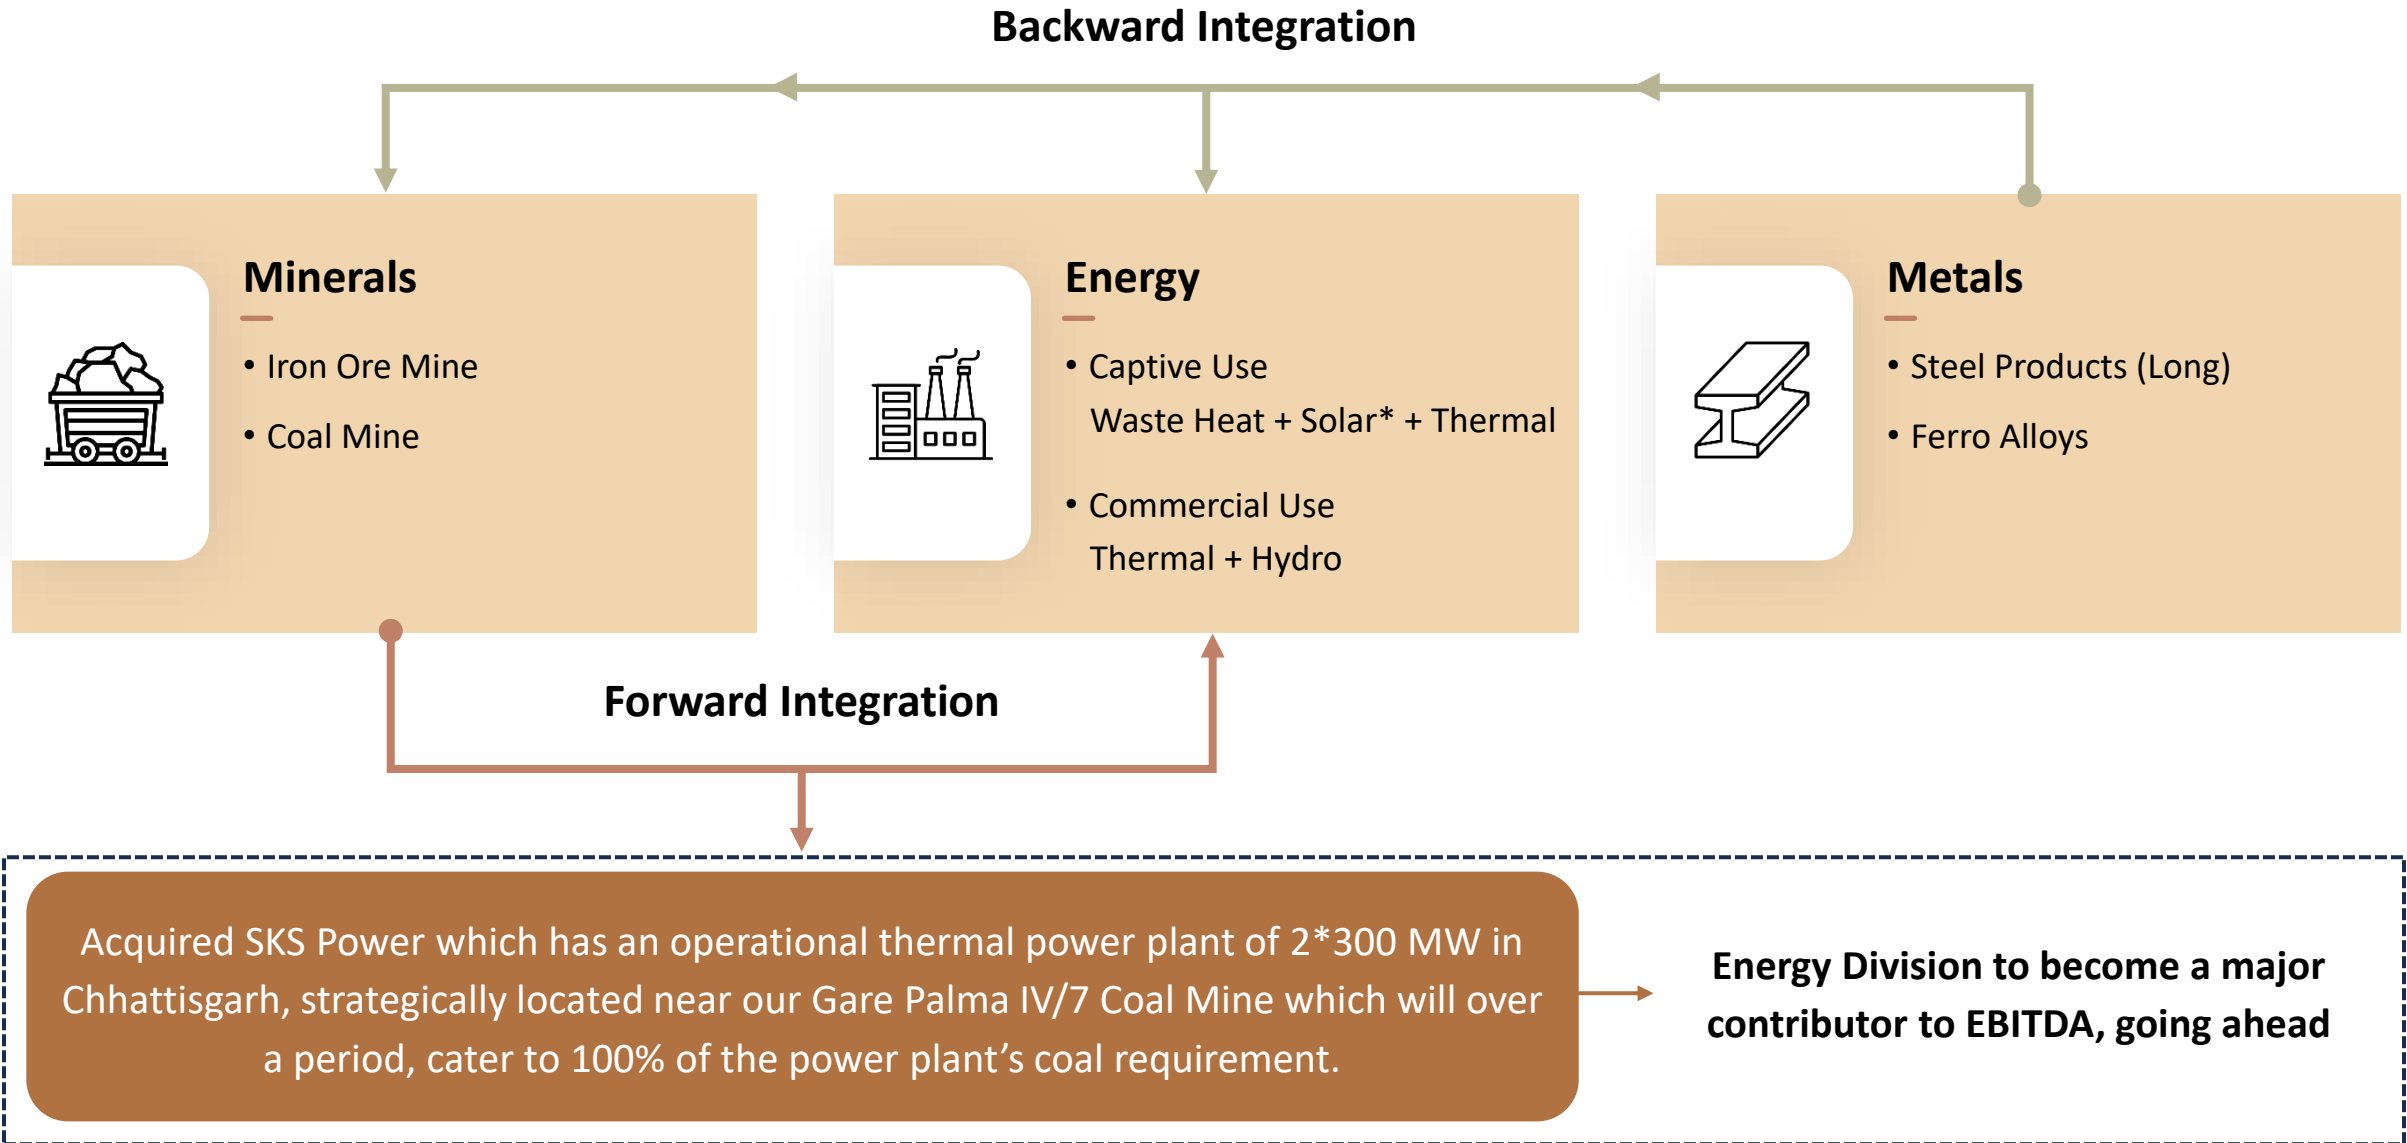 Backward Integration
Minerals
• Iron Ore Mine
• Coal Mine
Energy
• Captive Use
Waste Heat + Solar* + Thermal
• Commercial Use
Thermal + Hydro
Metals
• Steel Products (Long)
• Ferro Alloys
Forward Integration
Acquired SKS Power which has an operational thermal power plant of 2*300 MW in
Chhattisgarh, strategically located near our Gare Palma IV/7 Coal Mine which will over
a period, cater to 100% of the power plant’s coal requirement.
Energy Division to become a major
contributor to EBITDA, going ahead